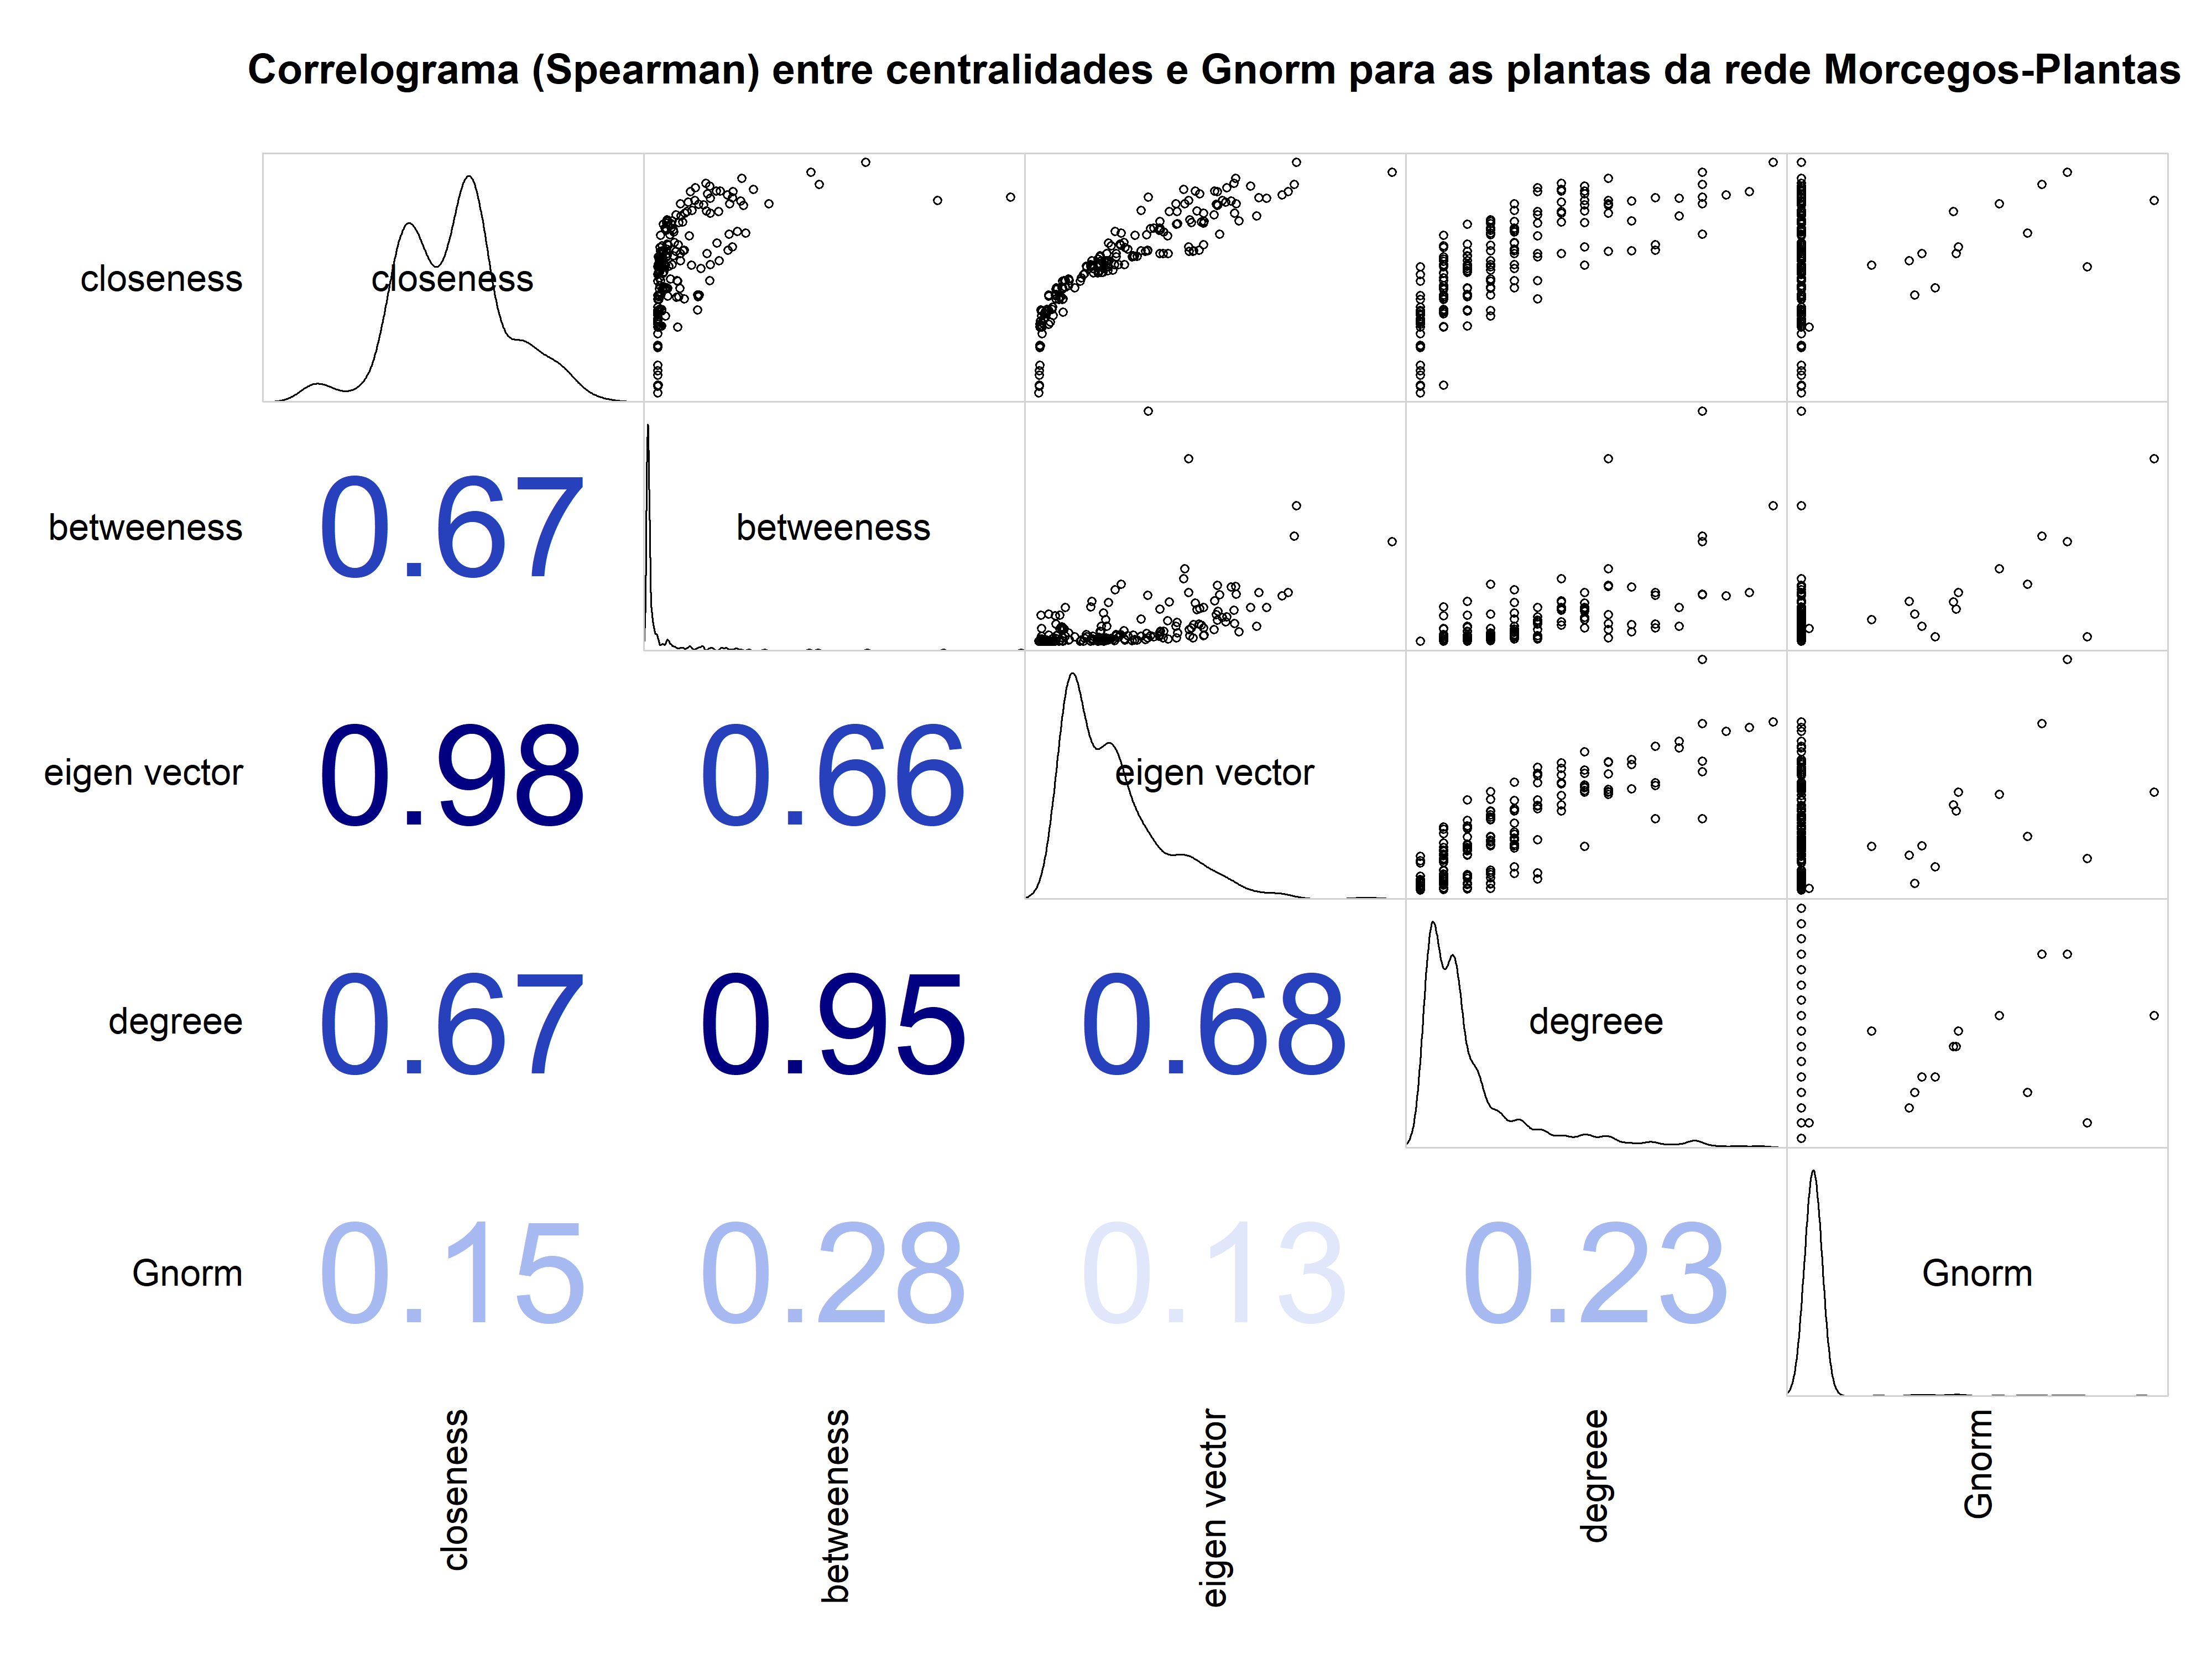 Correlograma (Spearman) entre centralidades e Gnorm para as plantas da rede Morcegos-Plantas
closeness closeness
betweeness 0.67 betweeness
eigen vector 0.98 0.66 eigen vector
degreee 0.67 0.95 0.68 degreee
Gnorm 0.15 0.28 0.13 0.23 Gnorm
closeness betweeness eigen vector degreee Gnorm